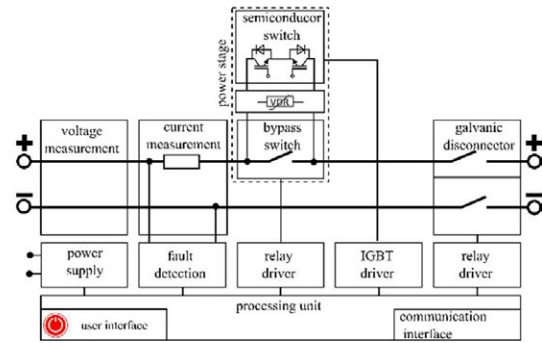 semiconducor
switch
power stage
VDR
voltage
measurement
current
measurement
bypass
switch
galvanic
disconnector
+
+
−
−
power
supply
fault
detection
relay
driver
IGBT
driver
relay
driver
processing unit
user interface
communication
interface